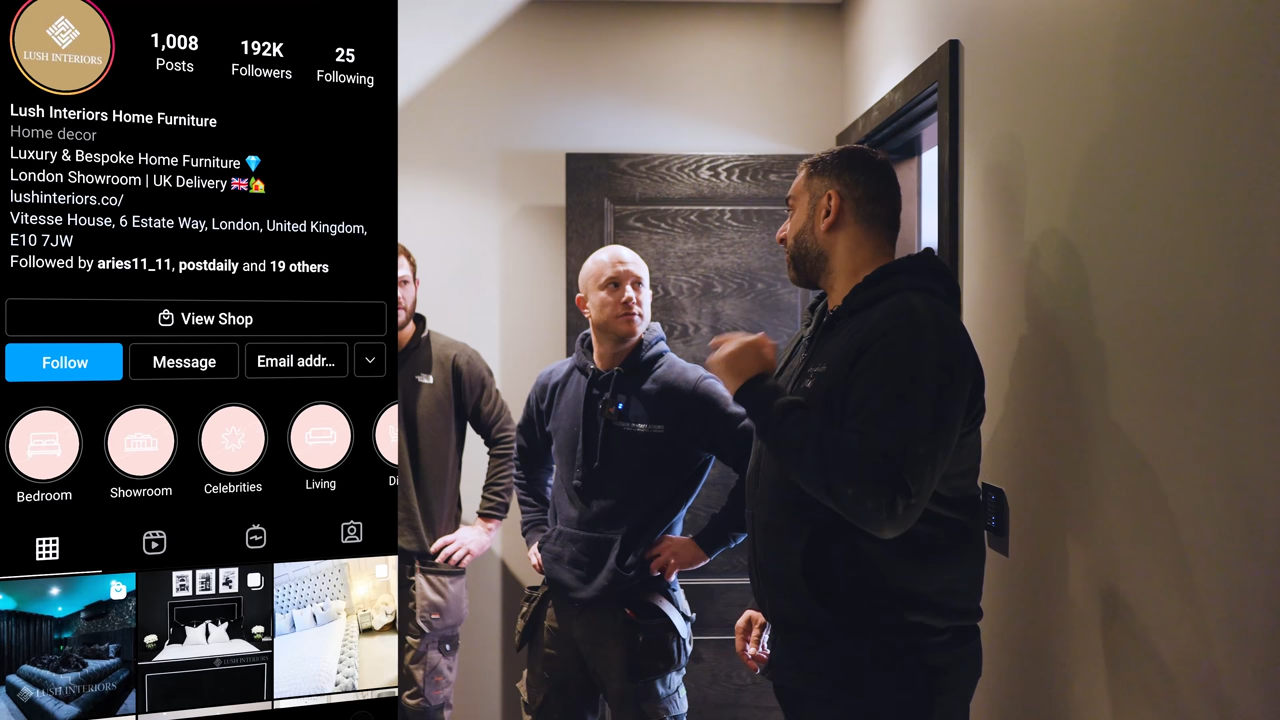 LUSH INTERIORS
1,008
Posts
192K
Followers
25
Following
Lush Interiors Home Furniture
Home decor
Luxury & Bespoke Home Furniture 💎
London Showroom | UK Delivery 🇬🇧🏡
lushinteriors.co/
Vitesse House, 6 Estate Way, London, United Kingdom,
E10 7JW
Followed by aries11_11, postdaily and 19 others
View Shop
Follow
Message
Email addr...
Bedroom
Showroom
Celebrities
Living
Di
LUSH INTERIORS
LUSH INTERIORS